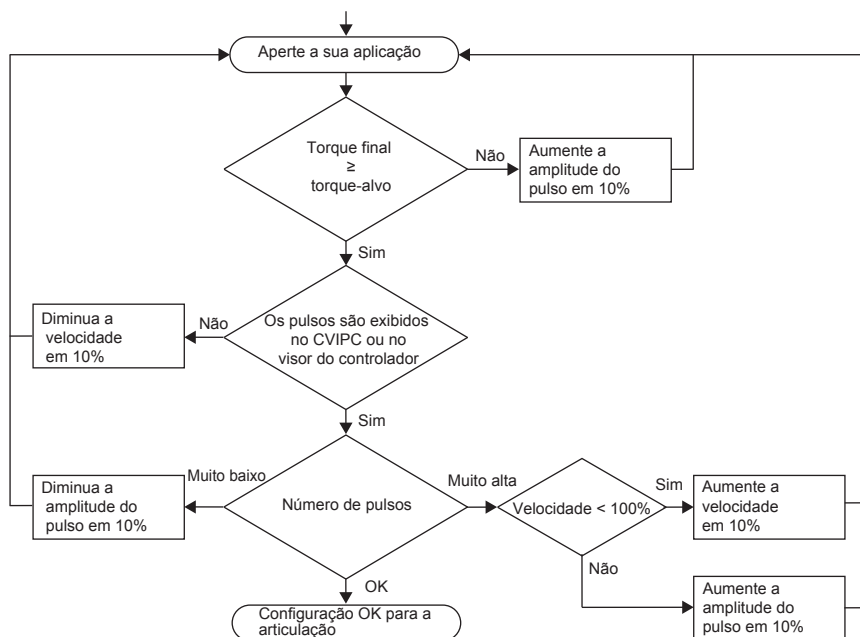 Aperte a sua aplicação
Torque final
≥
torque-alvo
Não
Aumente a
amplitude do
pulso em 10%
Sim
Diminua a
velocidade
em 10%
Não
Os pulsos são exibidos
no CVIPC ou no
visor do controlador
Sim
Diminua a
amplitude do
pulso em 10%
Muito baixo
Número de pulsos
Muito alta
Velocidade < 100%
Sim
Aumente a
velocidade
em 10%
Não
OK
Aumente a
amplitude do
pulso em 10%
Configuração OK para a
articulação